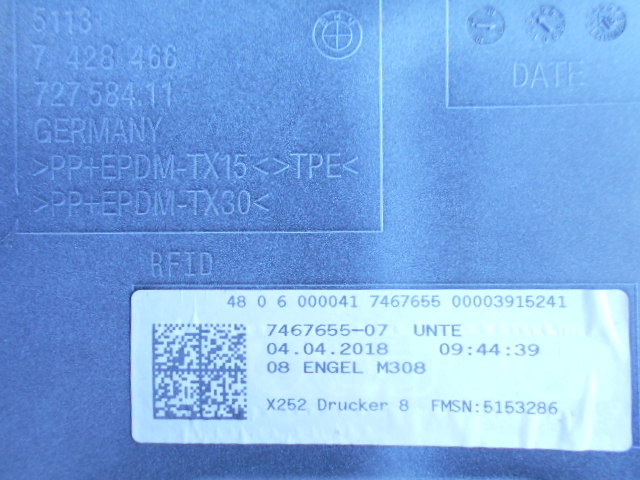 5113
7 428 466
727 584.11
GERMANY
>PP+EPDM-TX15<>TPE<
>PP+EPDM-TX30<
BMW
DATE
RFID
48 0 6 000041 7467655 00003915241
7467655-07 UNTE
04.04.2018 09:44:39
08 ENGEL M308
X252 Drucker 8 FMSN:5153286